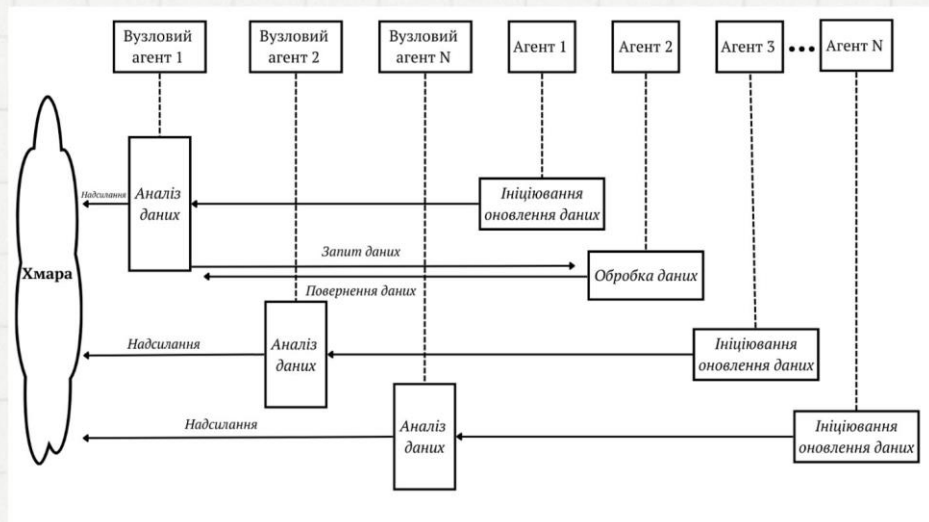 Вузловий
агент 1
Вузловий
агент 2
Вузловий
агент N
Агент 1
Агент 2
Агент 3
Агент N
Надсилання
Аналіз
даних
Ініціювання
оновлення даних
Запит даних
Обробка даних
Повернення даних
Хмара
Надсилання
Аналіз
даних
Ініціювання
оновлення даних
Надсилання
Аналіз
даних
Ініціювання
оновлення даних